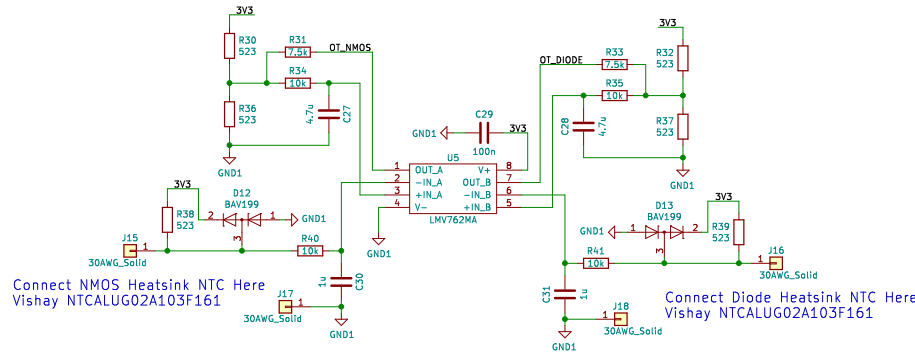 3V3
R30
523
R31
7.5k
OT_NMOS
R34
10k
R36
523
4.7u
C27
GND1
3V3
R32
523
R33
7.5k
OT_DIODE
R35
10k
R37
523
C28
4.7u
GND1
C29
100n
GND1
3V3
U5
1 OUT_A V+ 8
2 -IN_A OUT_B 7
3 +IN_A -IN_B 6
4 V- +IN_B 5
LMV762MA
GND1
3V3
D12
BAV199
2 1
3
GND1
R38
523
J15
1
30AWG_Solid
R40
10k
1u
C30
J17
1
30AWG_Solid
GND1
Connect NMOS Heatsink NTC Here
Vishay NTCALUG02A103F161
3V3
D13
BAV199
GND1
1 2
3
R39
523
R41
10k
J16
1
30AWG_Solid
C31
1u
J18
1
30AWG_Solid
GND1
Connect Diode Heatsink NTC Here
Vishay NTCALUG02A103F161